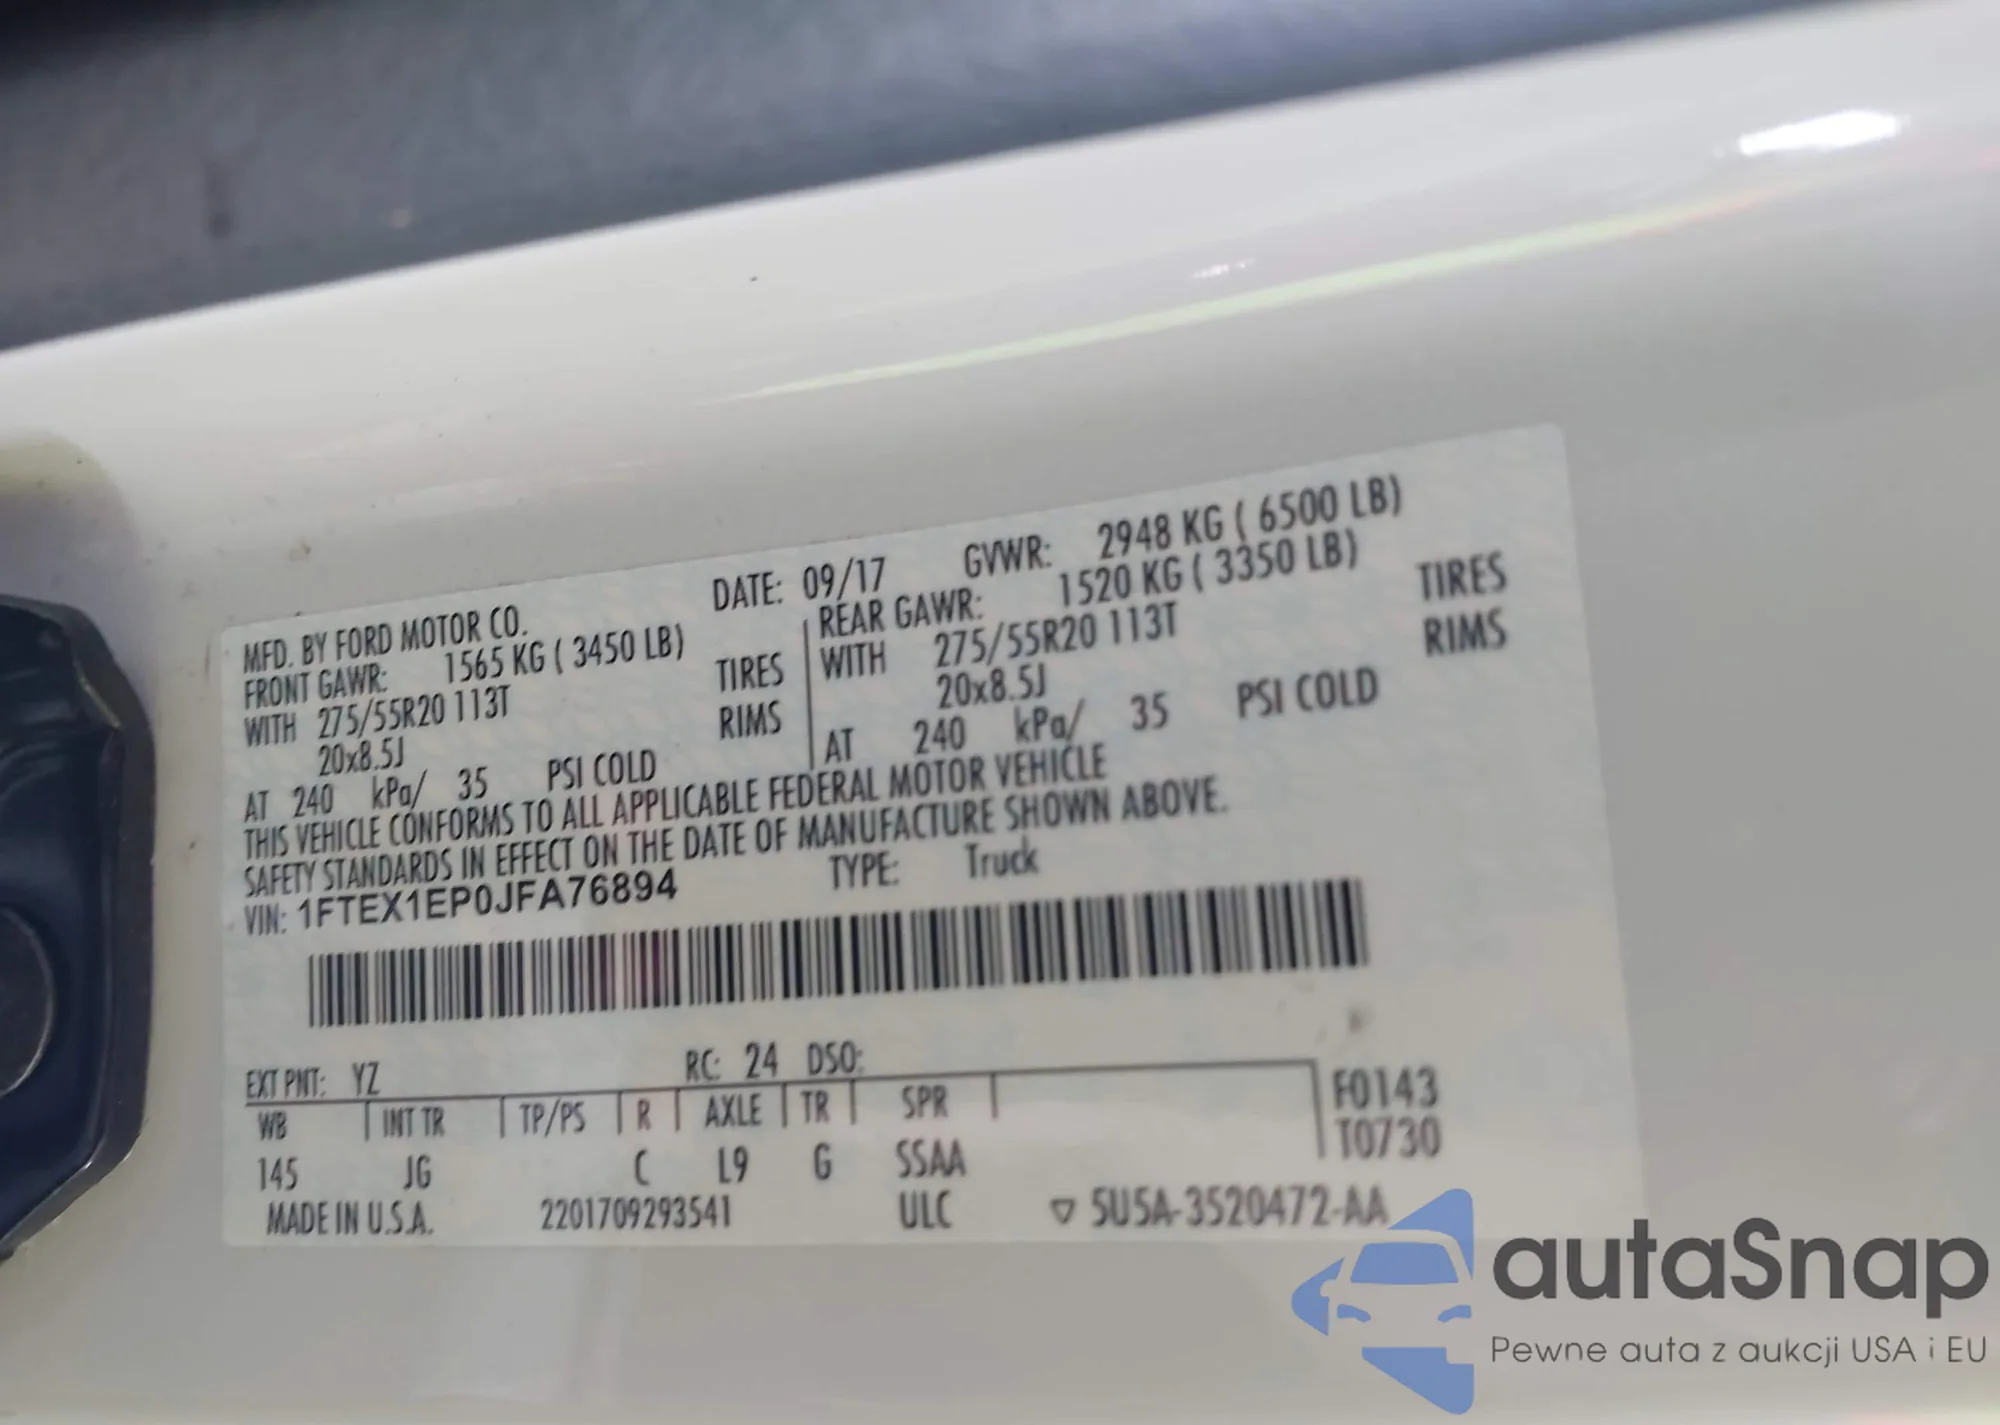 MFD. BY FORD MOTOR CO. DATE: 09/17 GVWR: 2948 KG ( 6500 LB)
FRONT GAWR: 1565 KG ( 3450 LB) REAR GAWR: 1520 KG ( 3350 LB)
WITH 275/55R20 113T TIRES WITH 275/55R20 113T TIRES
20x8.5J RIMS 20x8.5J RIMS
AT 240 kPa/ 35 PSI COLD AT 240 kPa/ 35 PSI COLD
THIS VEHICLE CONFORMS TO ALL APPLICABLE FEDERAL MOTOR VEHICLE
SAFETY STANDARDS IN EFFECT ON THE DATE OF MANUFACTURE SHOWN ABOVE.
VIN: 1FTEX1EP0JFA76894 TYPE: Truck
EXT PNT: YZ RC: 24 DSO:
WB INT TR TP/PS R AXLE TR SPR F0143
T0730
145 JG C L9 G SSAA
MADE IN U.S.A. 2201709293541 ULC ▽ 5U5A-3520472-AA
autaSnap
Pewne auta z aukcji USA i EU